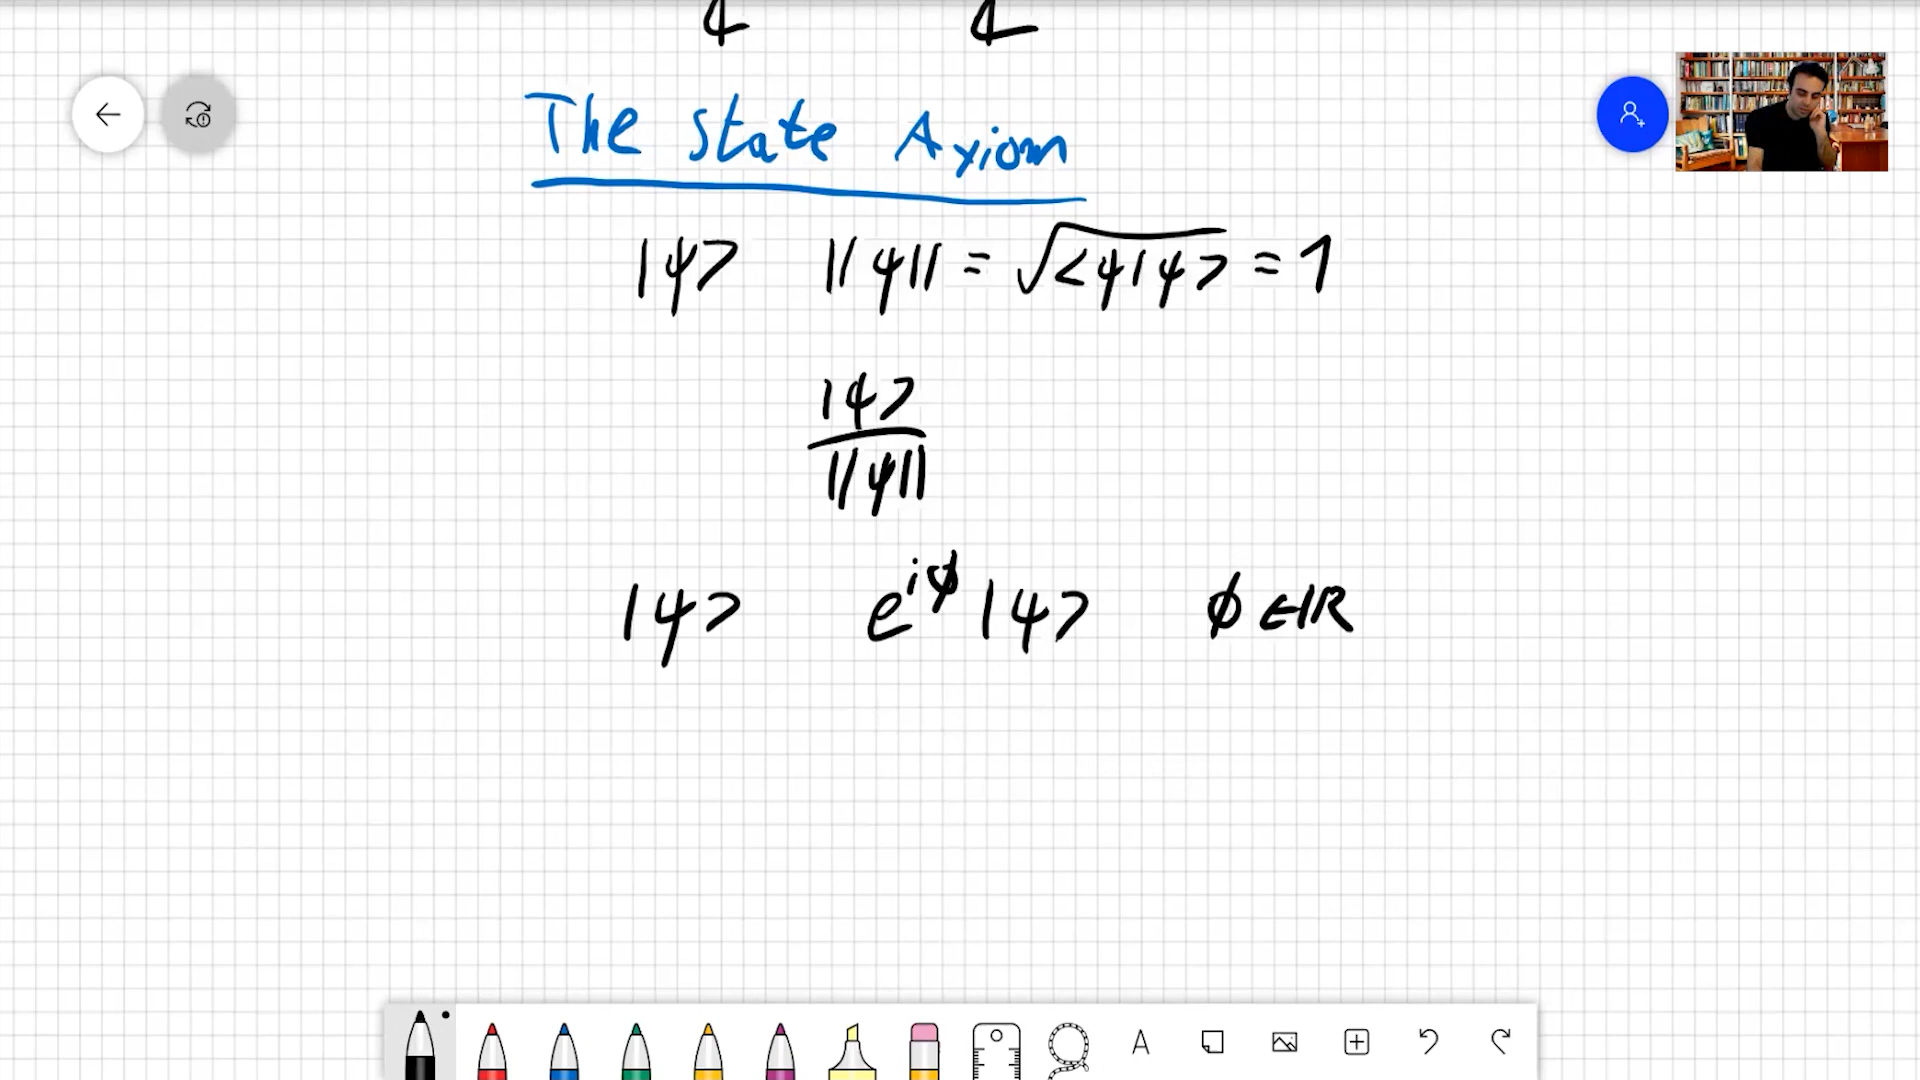 The State Axiom
|ψ> ||ψ|| = √<ψ|ψ> = 1
|ψ>
||ψ||
|ψ> e^{iϕ} |ψ> ϕ ∈ ℝ
A